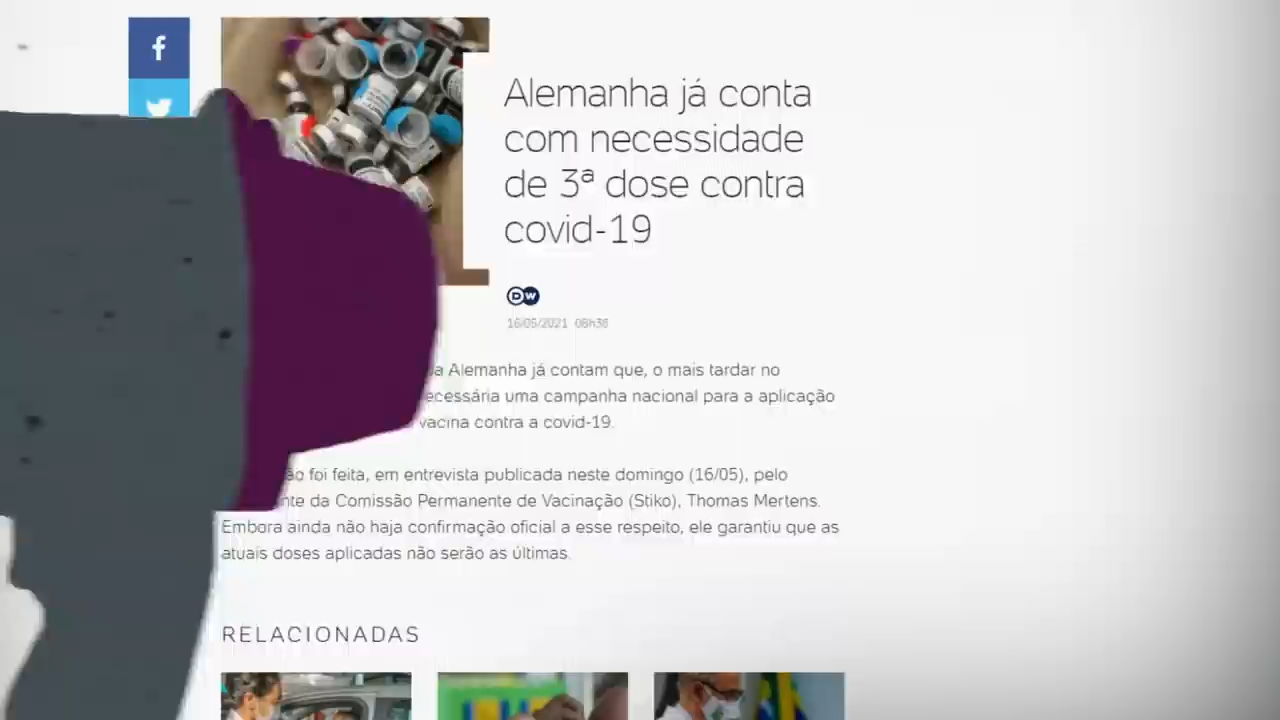 Alemanha já conta
com necessidade
de 3ª dose contra
covid-19
DW
16/05/2021 08h38
Alemanha já contam que, o mais tardar no
uma campanha nacional para a aplicação
vacina contra a covid-19.
foi feita, em entrevista publicada neste domingo (16/05), pelo
da Comissão Permanente de Vacinação (Stiko), Thomas Mertens.
Embora ainda não haja confirmação oficial a esse respeito, ele garantiu que as
atuais doses aplicadas não serão as últimas.
RELACIONADAS